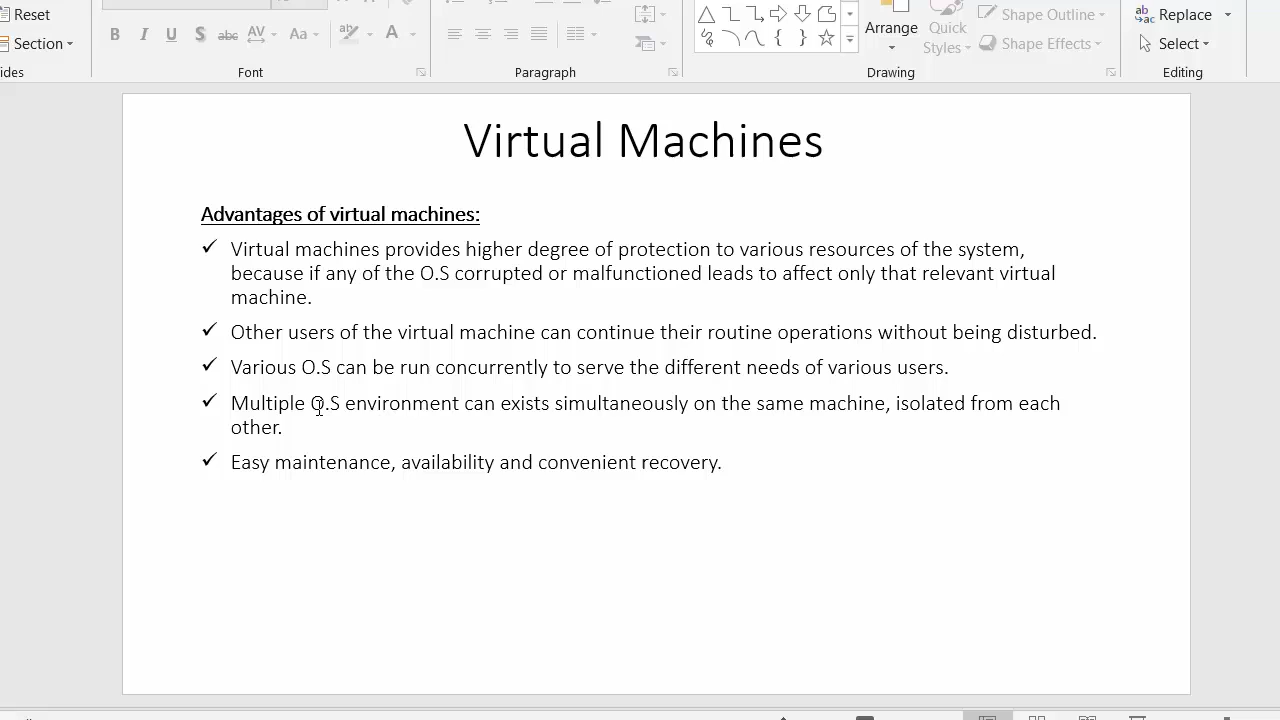 Reset
Replace
Section
B I U S abc AV Aa A
Arrange
Quick
Styles
Shape Outline
Shape Effects
Select
ides
Font
Paragraph
Drawing
Editing
Virtual Machines
Advantages of virtual machines:
✓ Virtual machines provides higher degree of protection to various resources of the system,
because if any of the O.S corrupted or malfunctioned leads to affect only that relevant virtual
machine.
✓ Other users of the virtual machine can continue their routine operations without being disturbed.
✓ Various O.S can be run concurrently to serve the different needs of various users.
✓ Multiple O.S environment can exists simultaneously on the same machine, isolated from each
other.
✓ Easy maintenance, availability and convenient recovery.